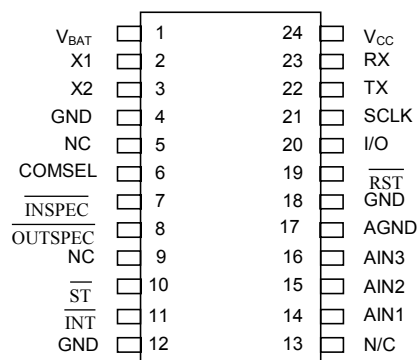 VBAT 1 24 VCC
X1 2 23 RX
X2 3 22 TX
GND 4 21 SCLK
NC 5 20 I/O
COMSEL 6 19 RST
INSPEC 7 18 GND
OUTSPEC 8 17 AGND
NC 9 16 AIN3
ST 10 15 AIN2
INT 11 14 AIN1
GND 12 13 N/C